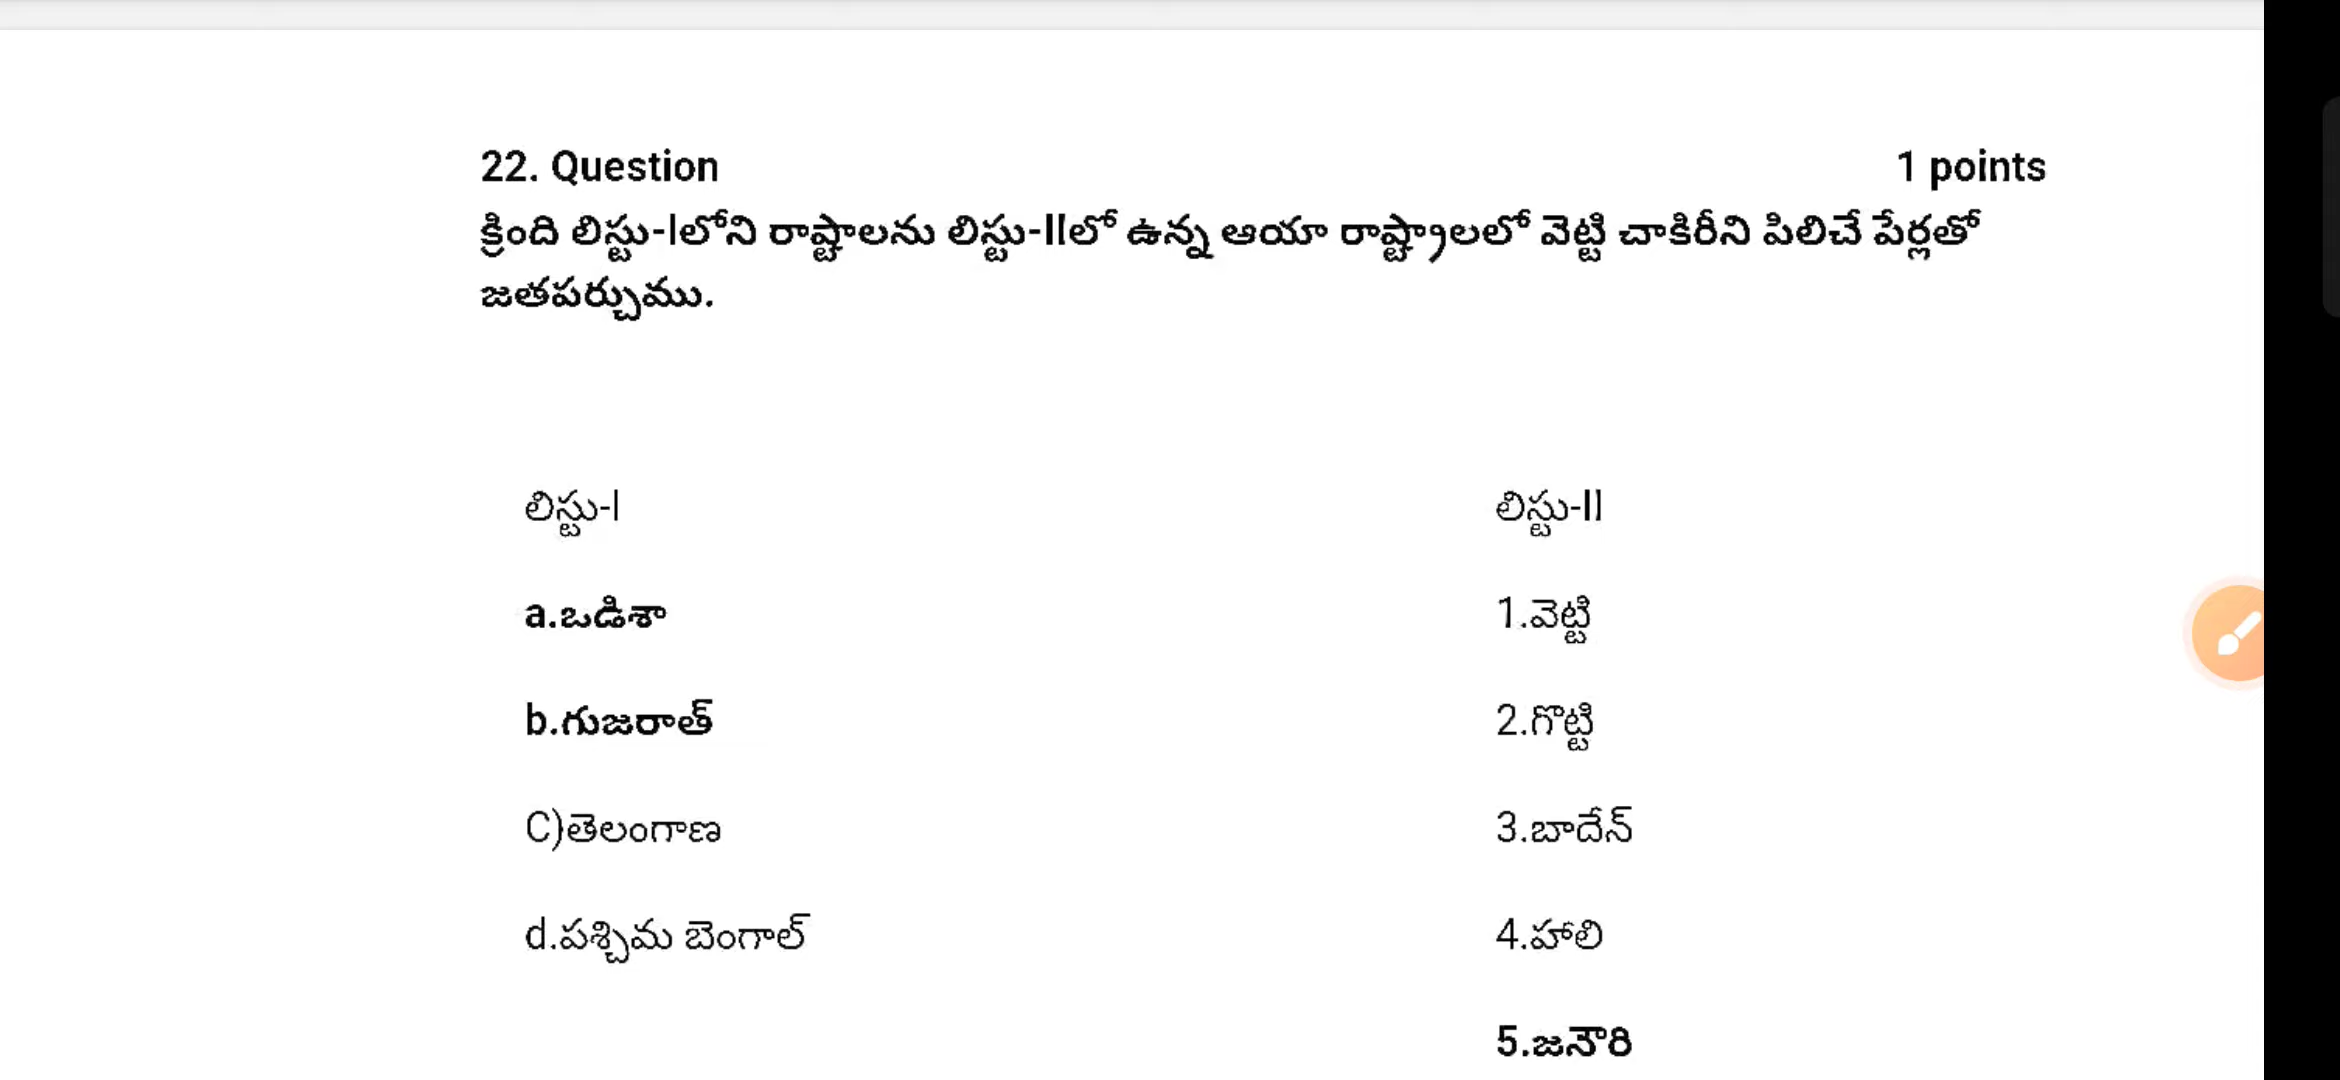 22. Question 1 points
క్రింది లిస్టు-Iలోని రాష్టాలను లిస్టు-IIలో ఉన్న ఆయా రాష్ట్రాలలో వెట్టి చాకిరీని పిలిచే పేర్లతో
జతపర్చుము.
లిస్టు-I లిస్టు-II
a.ఒడిశా 1.వెట్టి
b.గుజరాత్ 2.గొట్టి
C)తెలంగాణ 3.బాదేన్
d.పశ్చిమ బెంగాల్ 4.హాలి
5.జనౌరి